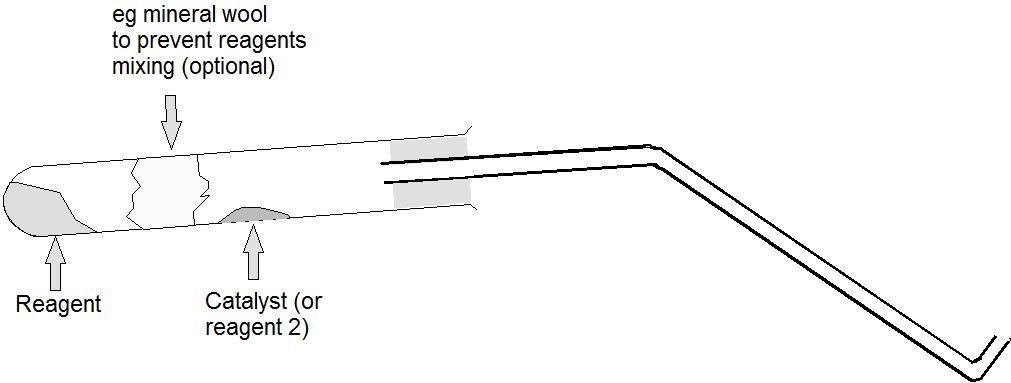 eg mineral wool
to prevent reagents
mixing (optional)
Reagent
Catalyst (or
reagent 2)